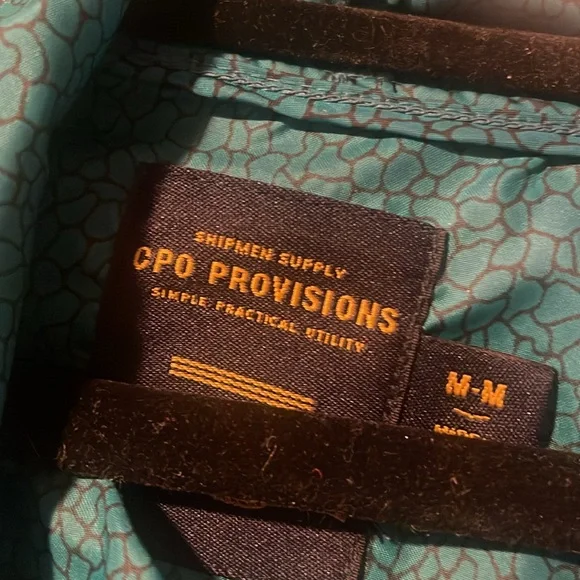 SHIPMEN SUPPLY
CPO PROVISIONS
SIMPLE. PRACTICAL. UTILITY.
M-M